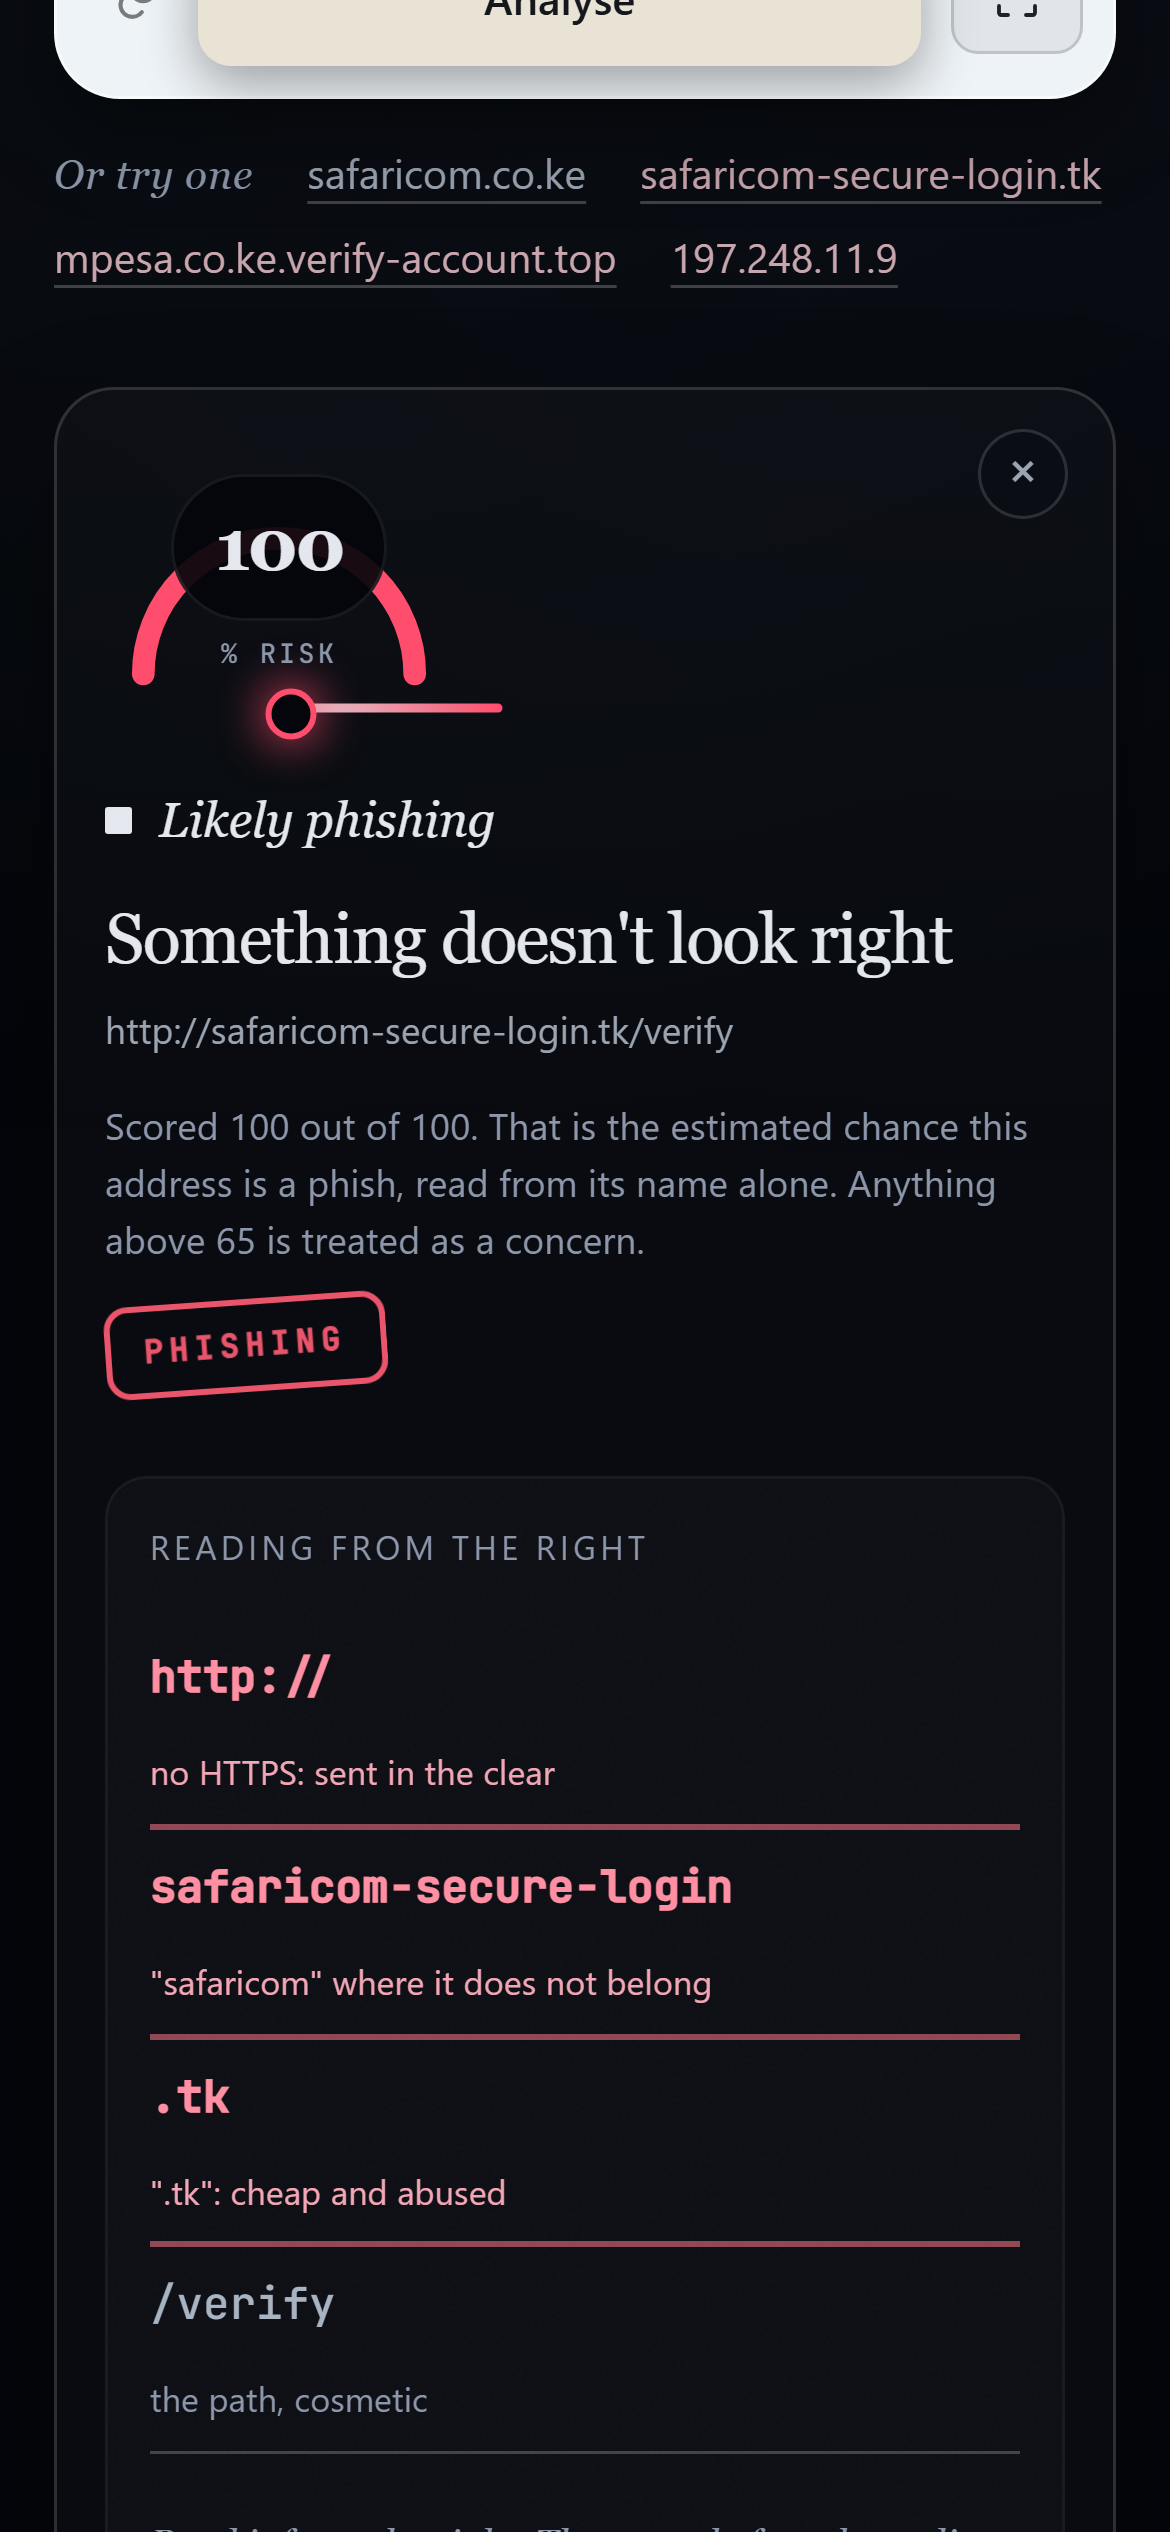 Analyse
Or try one safaricom.co.ke safaricom-secure-login.tk
mpesa.co.ke.verify-account.top 197.248.11.9
100
% RISK
Likely phishing
Something doesn't look right
http://safaricom-secure-login.tk/verify
Scored 100 out of 100. That is the estimated chance this
address is a phish, read from its name alone. Anything
above 65 is treated as a concern.
PHISHING
READING FROM THE RIGHT
http://
no HTTPS: sent in the clear
safaricom-secure-login
"safaricom" where it does not belong
.tk
".tk": cheap and abused
/verify
the path, cosmetic